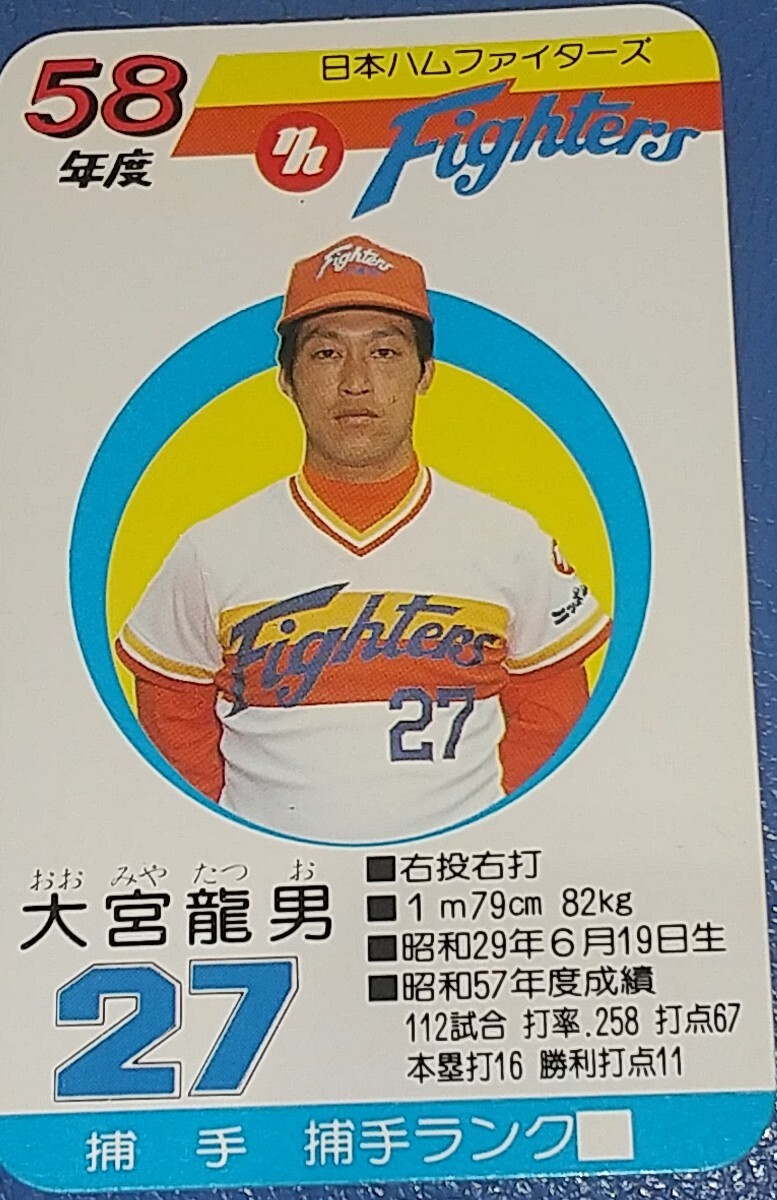 58
年度
日本ハムファイターズ
ηh Fighters
Fighters
Fighters
27
おお みや たつ お
大宮龍男
27
■右投右打
■1m79cm 82kg
■昭和29年6月19日生
■昭和57年度成績
112試合 打率.258 打点67
本塁打16 勝利打点11
捕手 捕手ランク